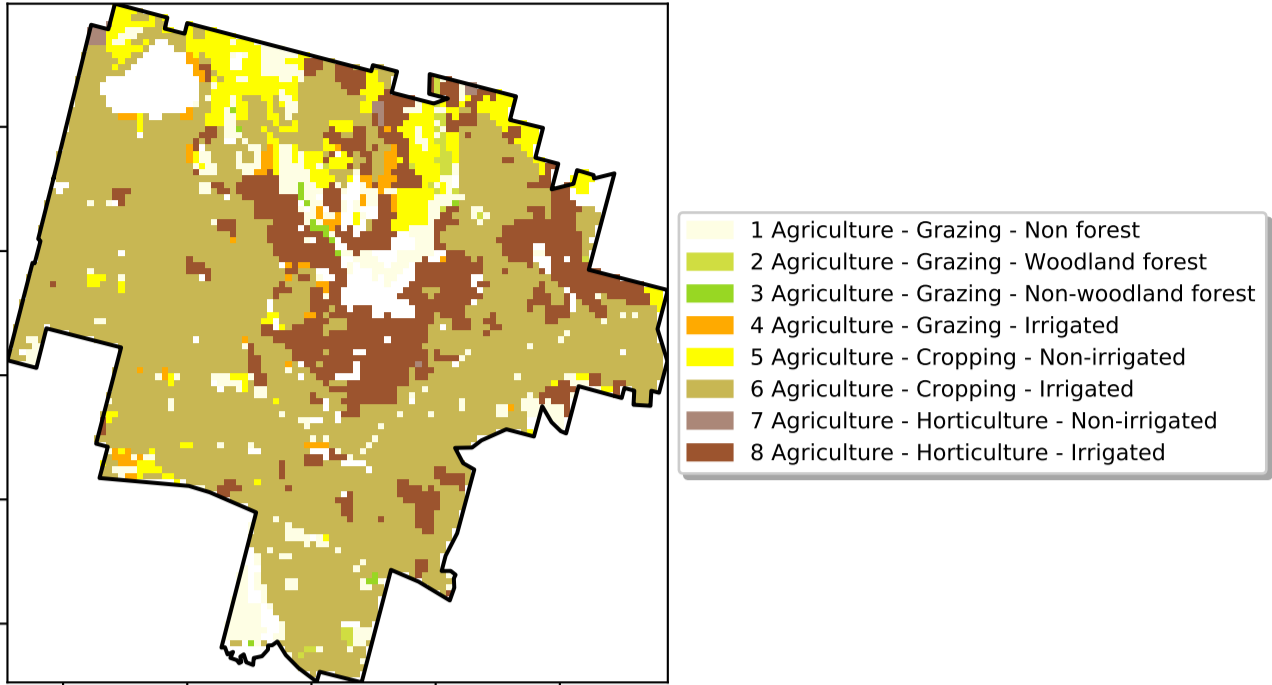 1 Agriculture - Grazing - Non forest
2 Agriculture - Grazing - Woodland forest
3 Agriculture - Grazing - Non-woodland forest
4 Agriculture - Grazing - Irrigated
5 Agriculture - Cropping - Non-irrigated
6 Agriculture - Cropping - Irrigated
7 Agriculture - Horticulture - Non-irrigated
8 Agriculture - Horticulture - Irrigated